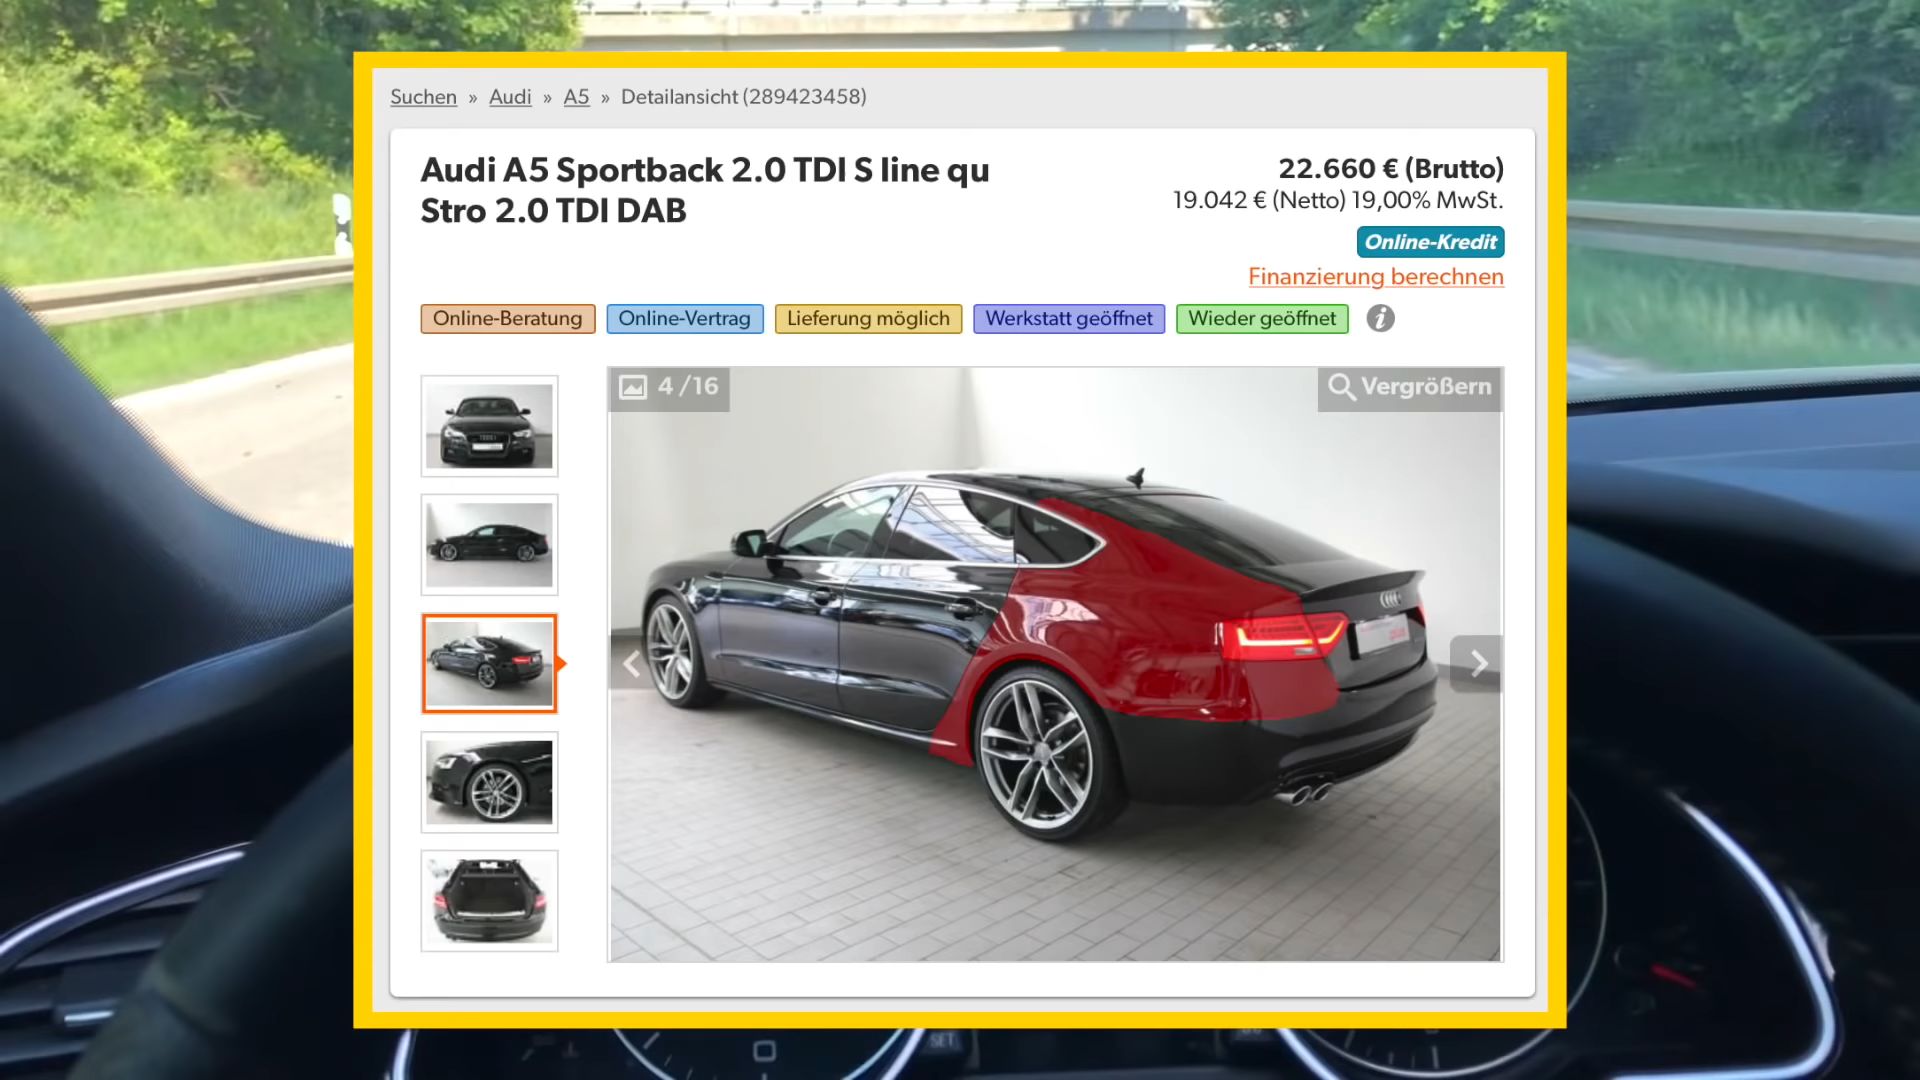 Suchen » Audi » A5 » Detailansicht (289423458)
Audi A5 Sportback 2.0 TDI S line qu
Stro 2.0 TDI DAB
22.660 € (Brutto)
19.042 € (Netto) 19,00% MwSt.
Online-Kredit
Finanzierung berechnen
Online-Beratung
Online-Vertrag
Lieferung möglich
Werkstatt geöffnet
Wieder geöffnet
i
4 /16
Vergrößern
SET